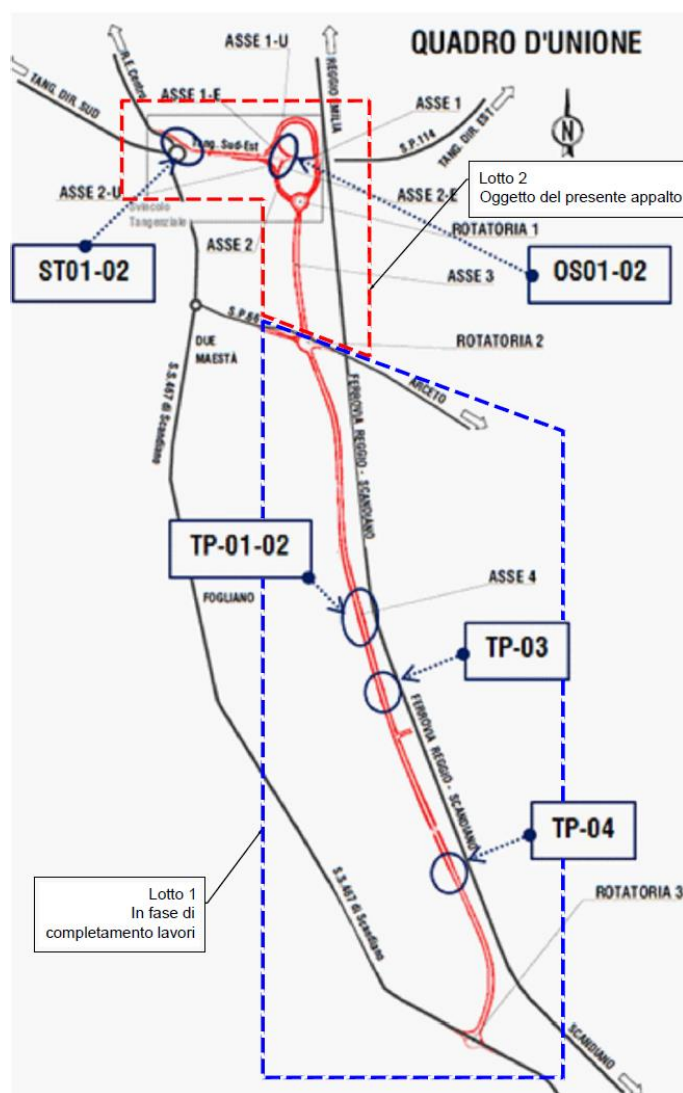 QUADRO D'UNIONE
ASSE 1-U
R.E. Centro
REGGIO EMILIA
TANG. DIR. SUD
ASSE 1-E
ASSE 1
S.P.114
TANG. DIR. EST
N
Tang. Sud-Est
Lotto 2
Oggetto del presente appalto
ASSE 2-U
ASSE 2-E
Svincolo
Tangenziale
ROTATORIA 1
ASSE 2
ST01-02
ASSE 3
OS01-02
S.P.66
ROTATORIA 2
DUE
MAESTÀ
ARCETO
S.S.467 di Scandiano
FERROVIA REGGIO - SCANDIANO
TP-01-02
ASSE 4
FOGLIANO
TP-03
FERROVIA REGGIO - SCANDIANO
TP-04
Lotto 1
In fase di
completamento lavori
S.S.467 di Scandiano
ROTATORIA 3
SCANDIANO